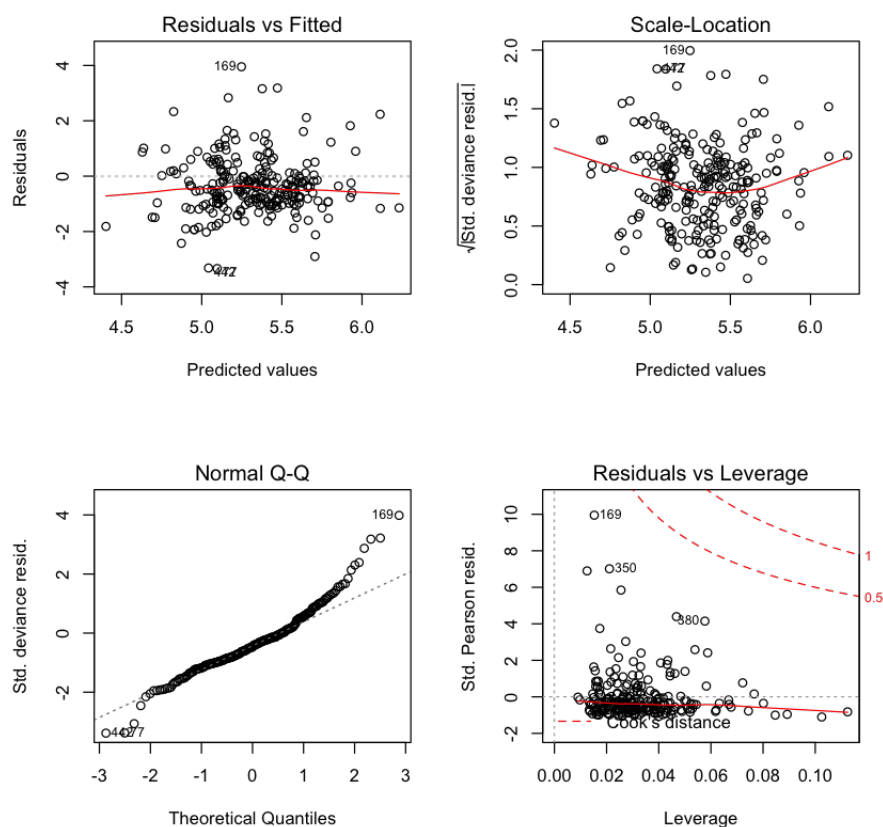 Residuals vs Fitted
Residuals
4
2
0
-2
-4
169
4.5 5.0 5.5 6.0
Predicted values
Scale-Location
√|Std. deviance resid.|
2.0
1.5
1.0
0.5
0.0
169
4.5 5.0 5.5 6.0
Predicted values
Normal Q-Q
Std. deviance resid.
4
2
0
-2
169
-3 -2 -1 0 1 2 3
Theoretical Quantiles
Residuals vs Leverage
Std. Pearson resid.
10
8
6
4
2
0
-2
169
350
380
1
0.5
Cook's distance
0.00 0.02 0.04 0.06 0.08 0.10
Leverage